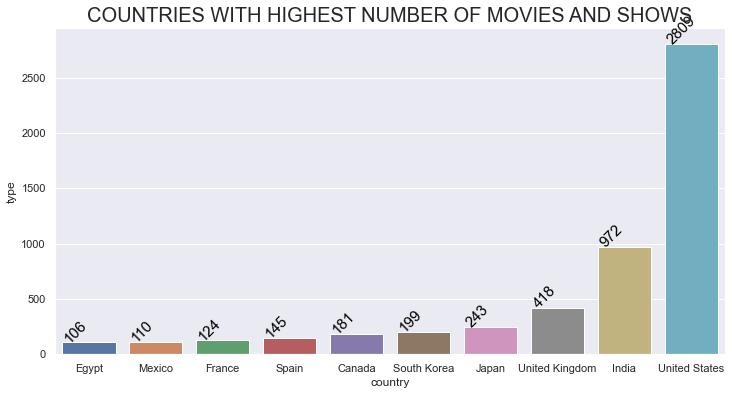 COUNTRIES WITH HIGHEST NUMBER OF MOVIES AND SHOWS
2500
2000
1500
1000
500
0
type
106
110
124
145
181
199
243
418
972
2809
Egypt
Mexico
France
Spain
Canada
South Korea
Japan
United Kingdom
India
United States
country